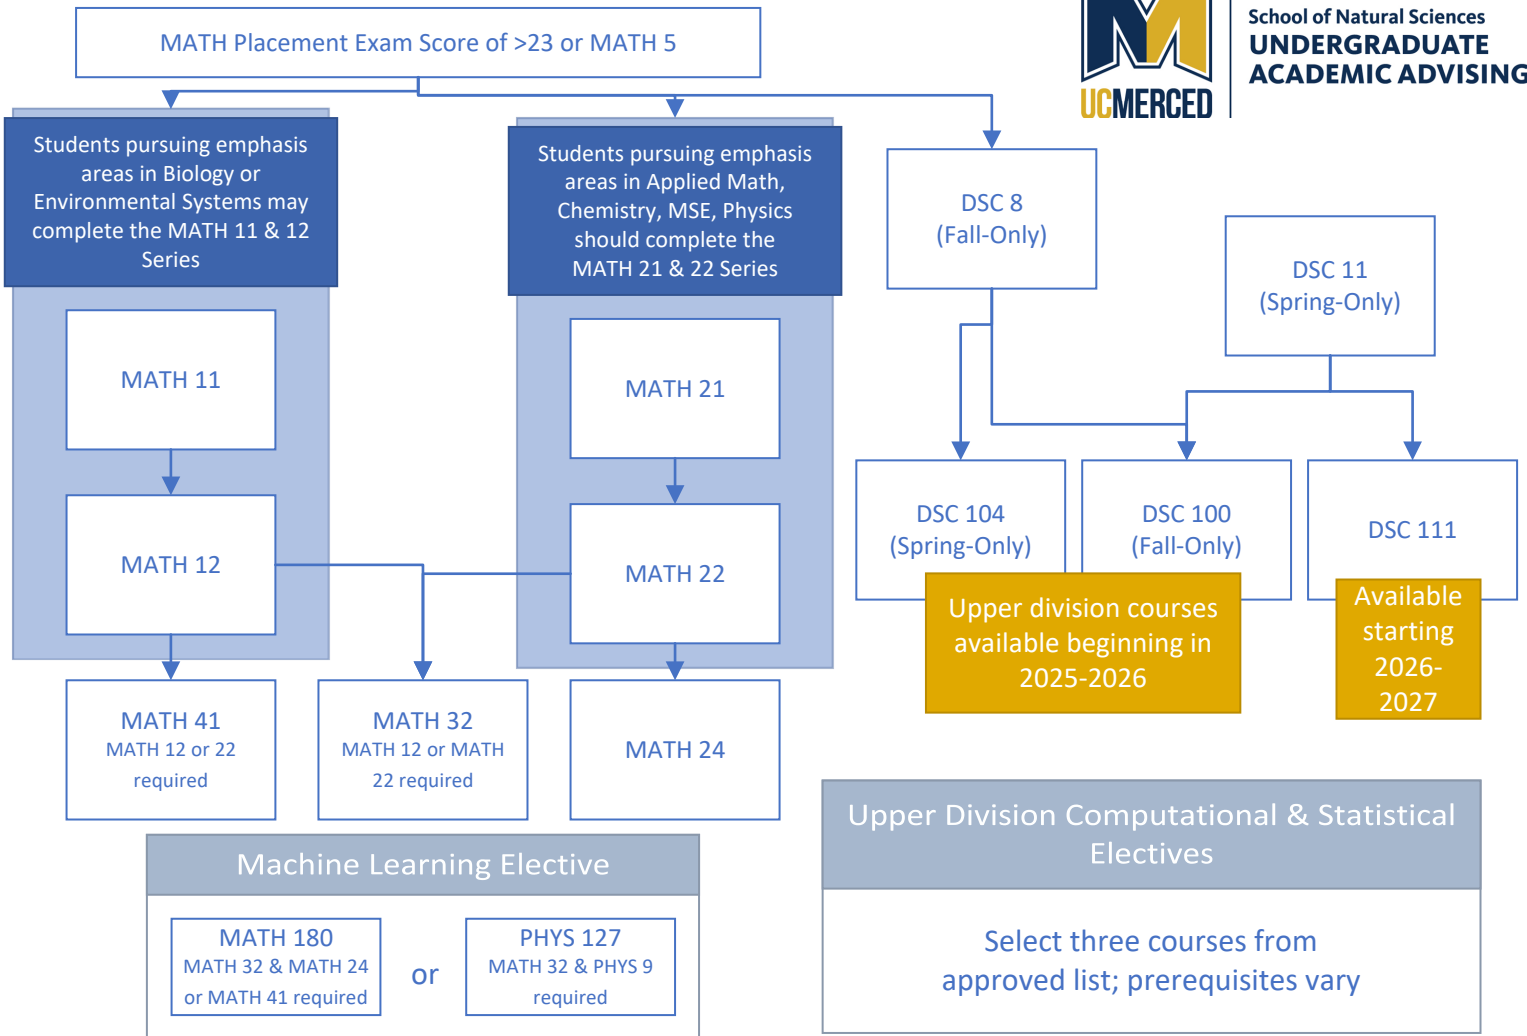 MATH Placement Exam Score of >23 or MATH 5
School of Natural Sciences
UNDERGRADUATE
ACADEMIC ADVISING
UCMERCED
Students pursuing emphasis
areas in Biology or
Environmental Systems may
complete the MATH 11 & 12
Series
Students pursuing emphasis
areas in Applied Math,
Chemistry, MSE, Physics
should complete the
MATH 21 & 22 Series
DSC 8
(Fall-Only)
DSC 11
(Spring-Only)
MATH 11
MATH 21
MATH 12
MATH 22
DSC 104
(Spring-Only)
DSC 100
(Fall-Only)
DSC 111
Upper division courses
available beginning in
2025-2026
Available
starting
2026-
2027
MATH 41
MATH 12 or 22
required
MATH 32
MATH 12 or MATH
22 required
MATH 24
Machine Learning Elective
MATH 180
MATH 32 & MATH 24
or MATH 41 required
or
PHYS 127
MATH 32 & PHYS 9
required
Upper Division Computational & Statistical
Electives
Select three courses from
approved list; prerequisites vary